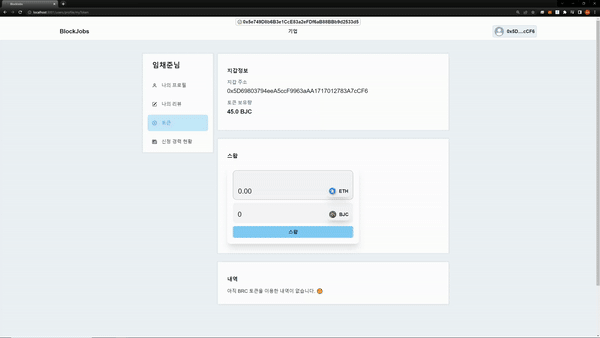 BlockJobs
기업
0x5D...cCF6
임채준님
나의 프로필
나의 리뷰
토큰
신청 경력 현황
지갑정보
지갑 주소
0x5D69803794eeA5ccF9963aAA1717012783A7cCF6
토큰 보유량
45.0 BJC
스왑
0.00
ETH
0
BJC
스왑
내역
아직 BRC 토큰을 이용한 내역이 없습니다.